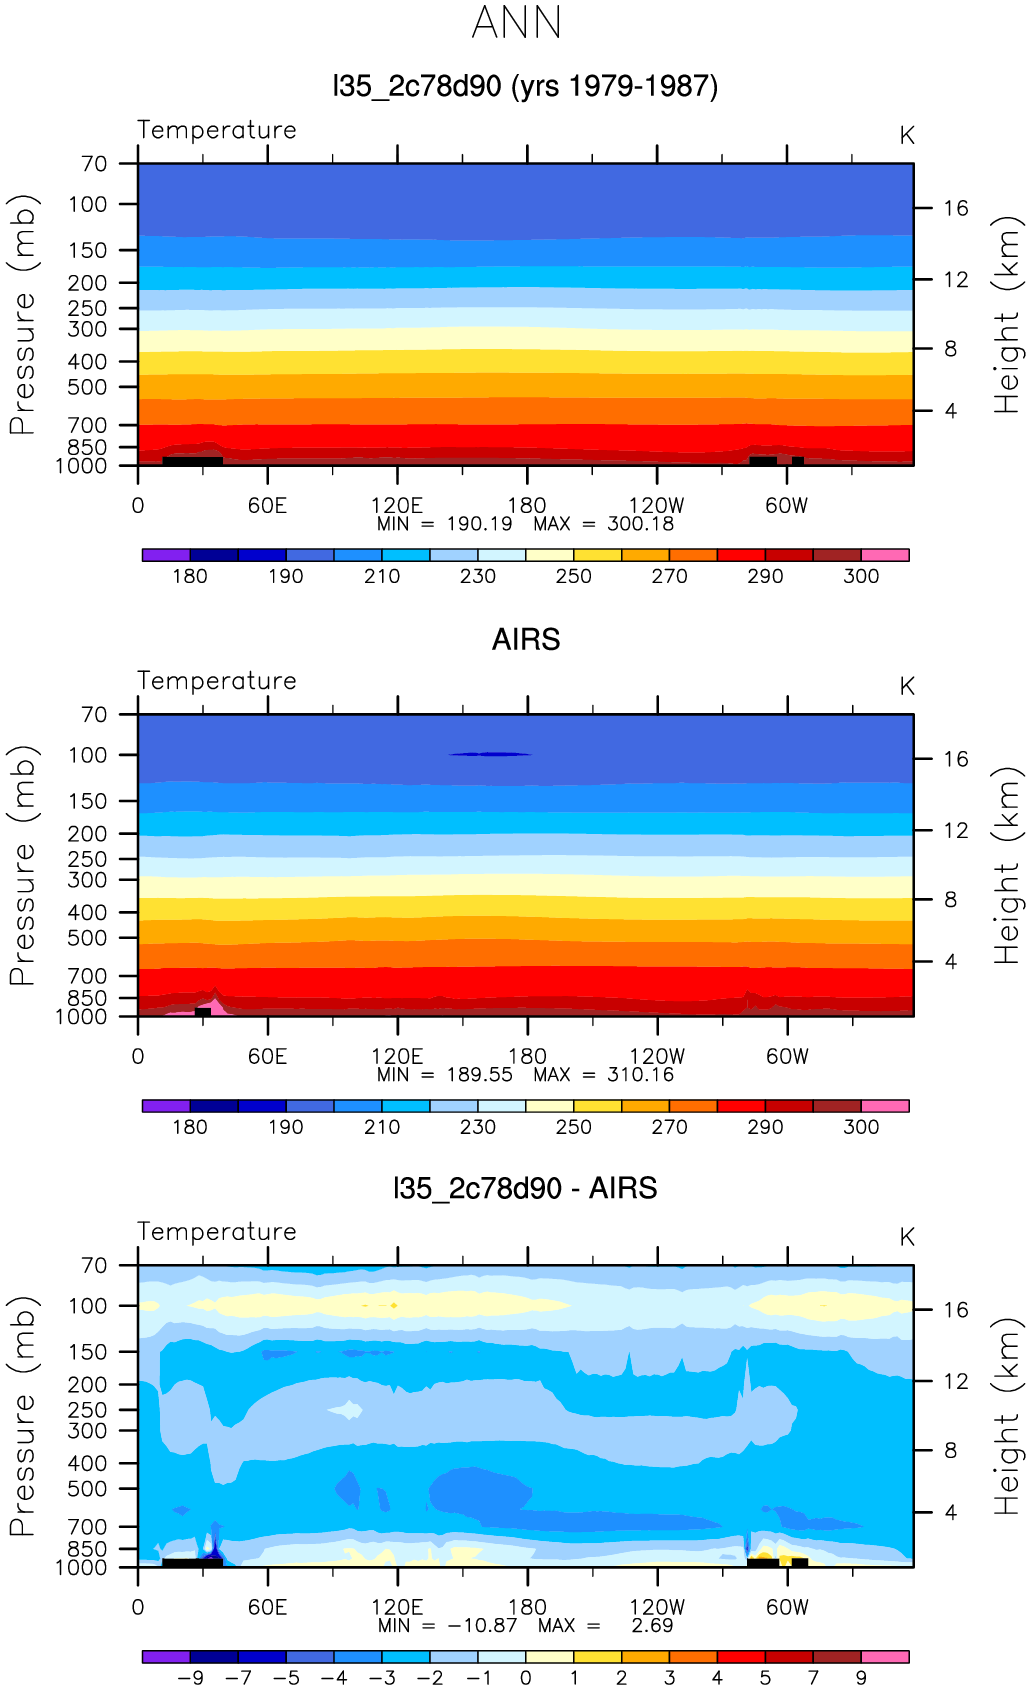 ANN
l35_2c78d90 (yrs 1979-1987)
Temperature K
70
100
150
200
250
300
400
500
700
850
1000
Pressure (mb)
16
12
8
4
Height (km)
0 60E 120E 180 120W 60W
MIN = 190.19 MAX = 300.18
180 190 210 230 250 270 290 300
AIRS
Temperature K
70
100
150
200
250
300
400
500
700
850
1000
Pressure (mb)
16
12
8
4
Height (km)
0 60E 120E 180 120W 60W
MIN = 189.55 MAX = 310.16
180 190 210 230 250 270 290 300
l35_2c78d90 - AIRS
Temperature K
70
100
150
200
250
300
400
500
700
850
1000
Pressure (mb)
16
12
8
4
Height (km)
0 60E 120E 180 120W 60W
MIN = −10.87 MAX = 2.69
−9 −7 −5 −4 −3 −2 −1 0 1 2 3 4 5 7 9